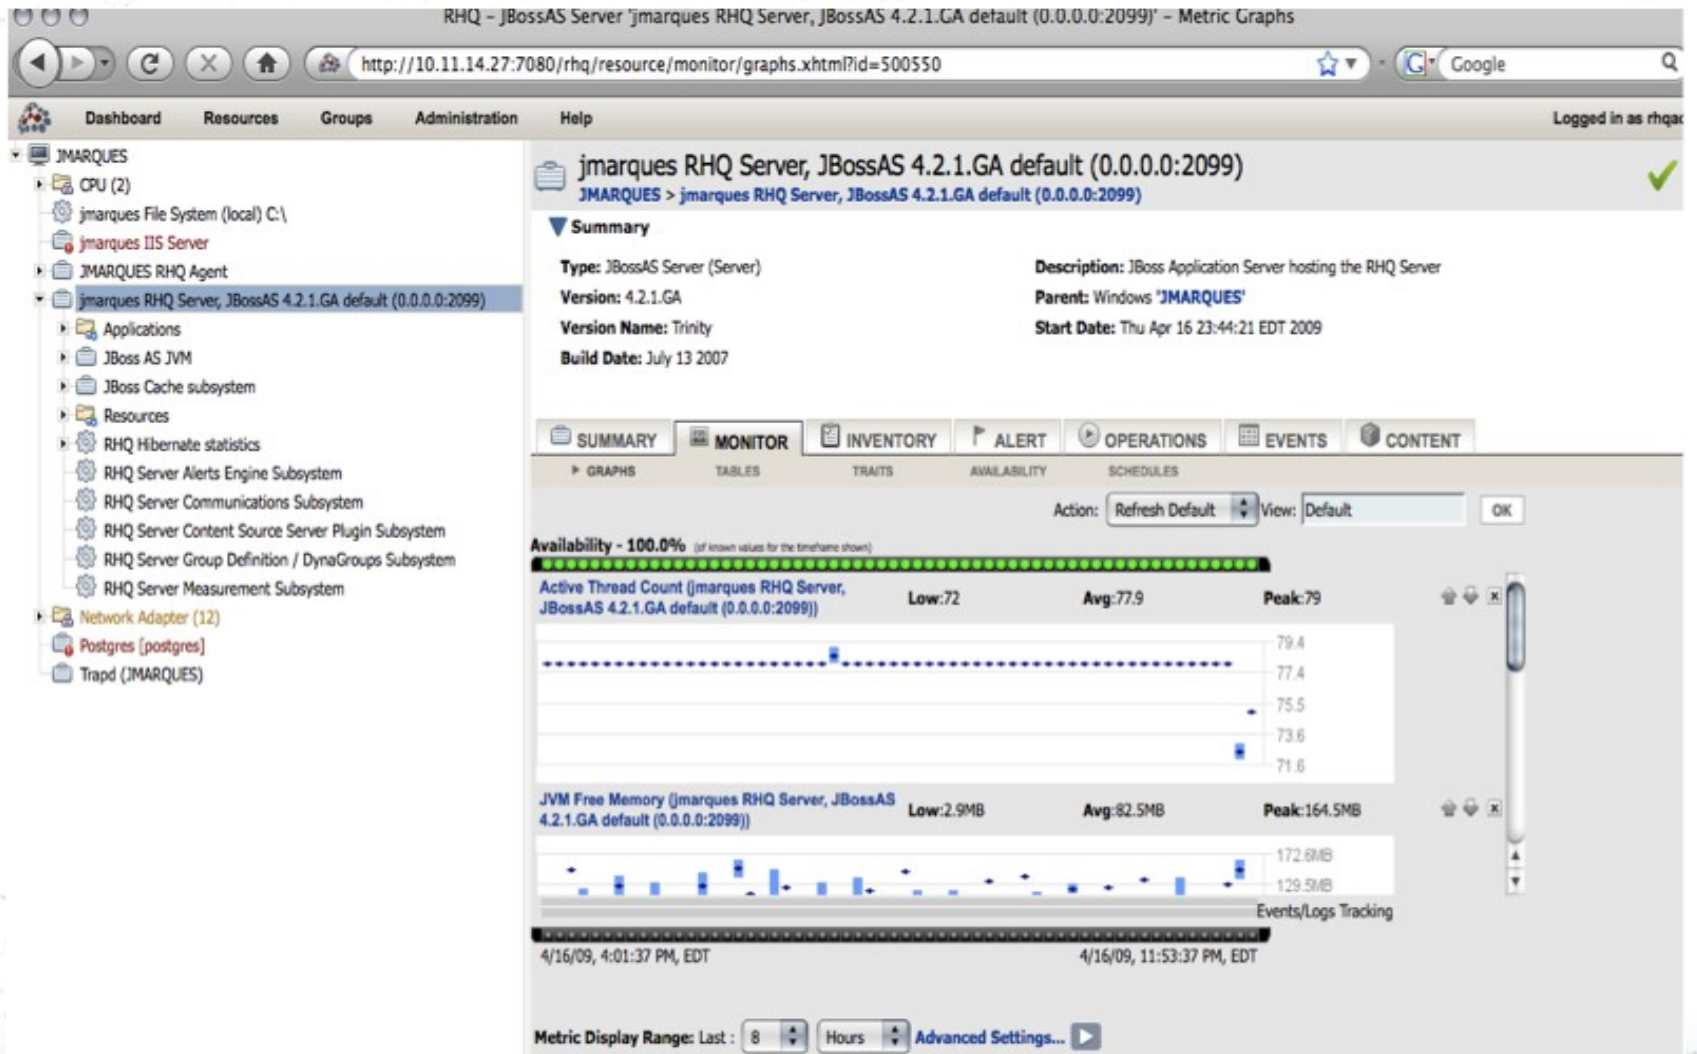 RHQ – JBossAS Server 'jmarques RHQ Server, JBossAS 4.2.1.GA default (0.0.0.0:2099)' – Metric Graphs
http://10.11.14.27:7080/rhq/resource/monitor/graphs.xhtml?id=500550
Google
Dashboard Resources Groups Administration Help
Logged in as rhqad
JMARQUES
CPU (2)
jmarques File System (local) C:\
jmarques IIS Server
JMARQUES RHQ Agent
jmarques RHQ Server, JBossAS 4.2.1.GA default (0.0.0.0:2099)
Applications
JBoss AS JVM
JBoss Cache subsystem
Resources
RHQ Hibernate statistics
RHQ Server Alerts Engine Subsystem
RHQ Server Communications Subsystem
RHQ Server Content Source Server Plugin Subsystem
RHQ Server Group Definition / DynaGroups Subsystem
RHQ Server Measurement Subsystem
Network Adapter (12)
Postgres [postgres]
Trapd (JMARQUES)
jmarques RHQ Server, JBossAS 4.2.1.GA default (0.0.0.0:2099)
JMARQUES > jmarques RHQ Server, JBossAS 4.2.1.GA default (0.0.0.0:2099)
Summary
Type: JBossAS Server (Server)
Description: JBoss Application Server hosting the RHQ Server
Version: 4.2.1.GA
Parent: Windows 'JMARQUES'
Version Name: Trinity
Start Date: Thu Apr 16 23:44:21 EDT 2009
Build Date: July 13 2007
SUMMARY MONITOR INVENTORY ALERT OPERATIONS EVENTS CONTENT
GRAPHS TABLES TRAITS AVAILABILITY SCHEDULES
Action: Refresh Default View: Default OK
Availability - 100.0% (of known values for the timeframe shown)
Active Thread Count (jmarques RHQ Server,
JBossAS 4.2.1.GA default (0.0.0.0:2099))
Low:72 Avg:77.9 Peak:79
79.4
77.4
75.5
73.6
71.6
JVM Free Memory (jmarques RHQ Server, JBossAS
4.2.1.GA default (0.0.0.0:2099))
Low:2.9MB Avg:82.5MB Peak:164.5MB
172.6MB
129.5MB
Events/Logs Tracking
4/16/09, 4:01:37 PM, EDT
4/16/09, 11:53:37 PM, EDT
Metric Display Range: Last : 8 Hours Advanced Settings...